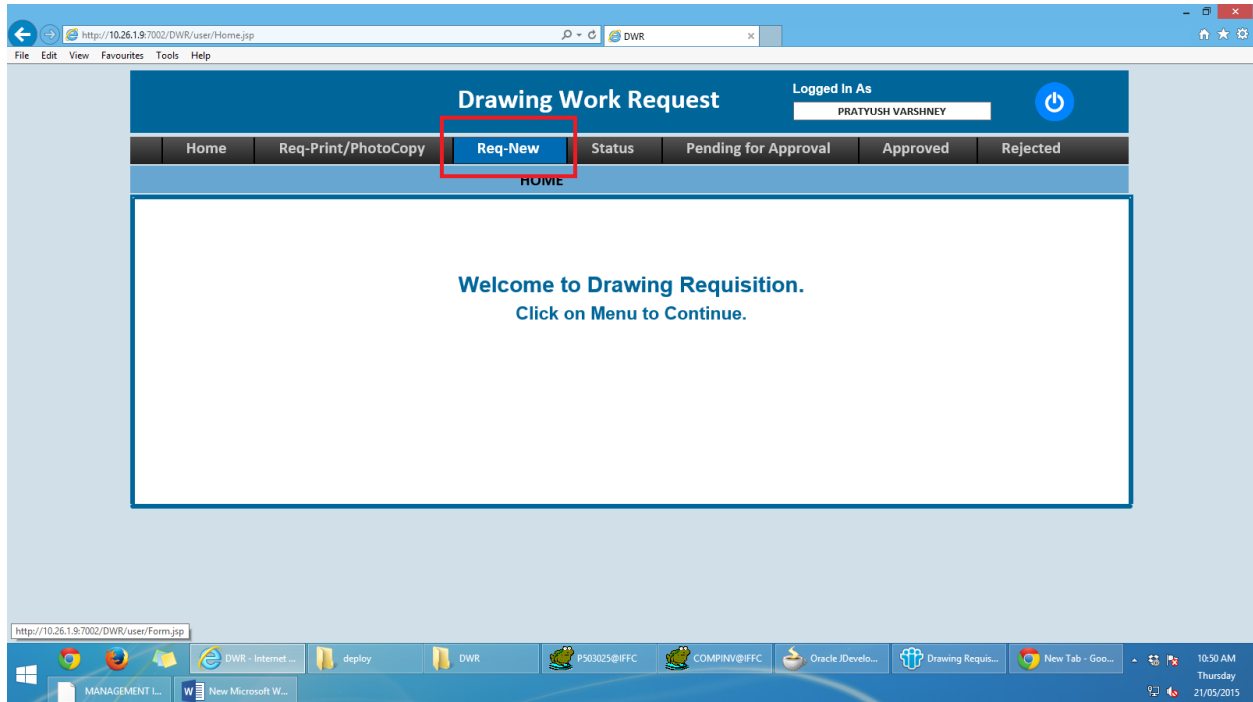 http://10.26.1.9:7002/DWR/user/Home.jsp
DWR
File Edit View Favourites Tools Help
Drawing Work Request
Logged In As
PRATYUSH VARSHNEY
Home Req-Print/PhotoCopy Req-New Status Pending for Approval Approved Rejected
HOME
Welcome to Drawing Requisition.
Click on Menu to Continue.
http://10.26.1.9:7002/DWR/user/Form.jsp
DWR - Internet ... deploy DWR P503025@IFFC COMPINV@IFFC Oracle JDevelo... Drawing Requis... New Tab - Goo... 10:50 AM
Thursday
MANAGEMENT I... New Microsoft W... 21/05/2015